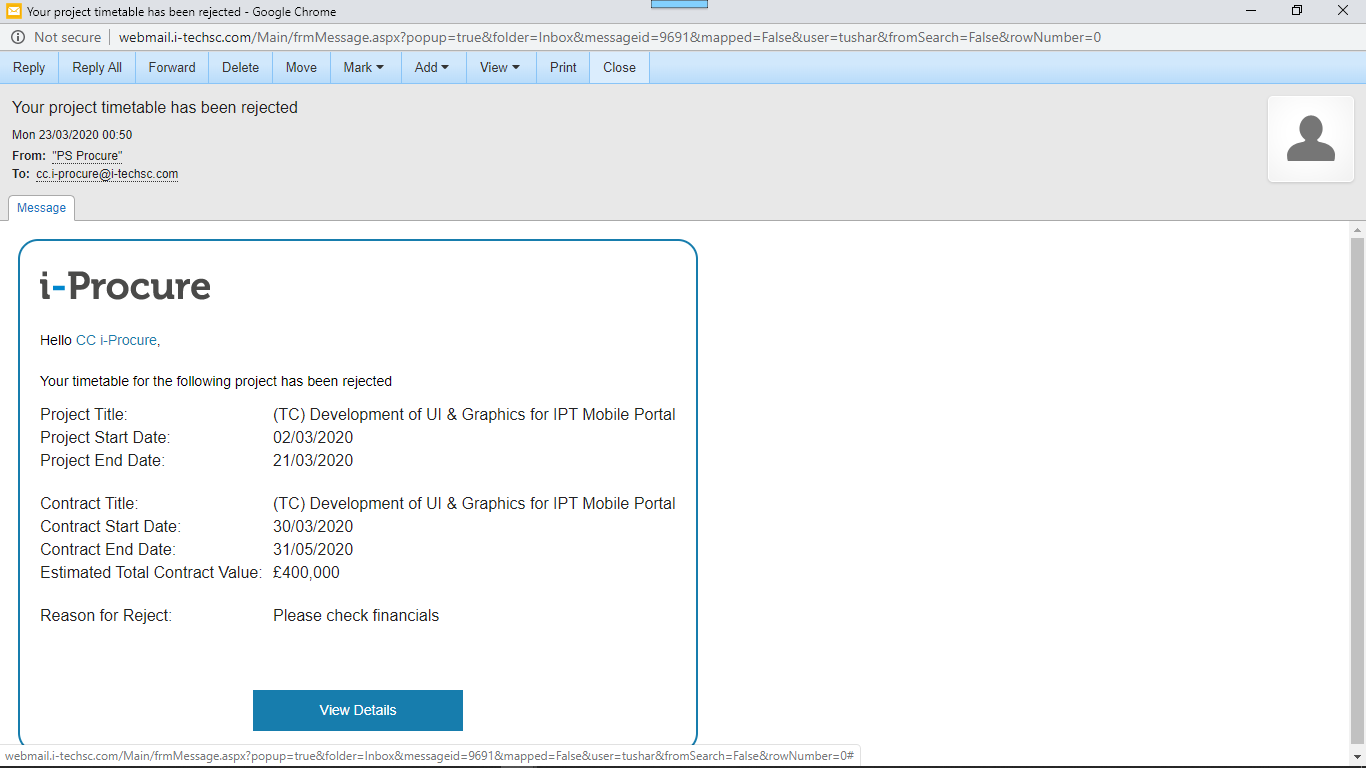 Your project timetable has been rejected - Google Chrome
Not secure webmail.i-techsc.com/Main/frmMessage.aspx?popup=true&folder=Inbox&messageid=9691&mapped=False&user=tushar&fromSearch=False&rowNumber=0
Reply Reply All Forward Delete Move Mark Add View Print Close
Your project timetable has been rejected
Mon 23/03/2020 00:50
From: "PS Procure"
To: cc.i-procure@i-techsc.com
Message
i-Procure
Hello CC i-Procure,
Your timetable for the following project has been rejected
Project Title: (TC) Development of UI & Graphics for IPT Mobile Portal
Project Start Date: 02/03/2020
Project End Date: 21/03/2020
Contract Title: (TC) Development of UI & Graphics for IPT Mobile Portal
Contract Start Date: 30/03/2020
Contract End Date: 31/05/2020
Estimated Total Contract Value: £400,000
Reason for Reject: Please check financials
View Details
webmail.i-techsc.com/Main/frmMessage.aspx?popup=true&folder=Inbox&messageid=9691&mapped=False&user=tushar&fromSearch=False&rowNumber=0#